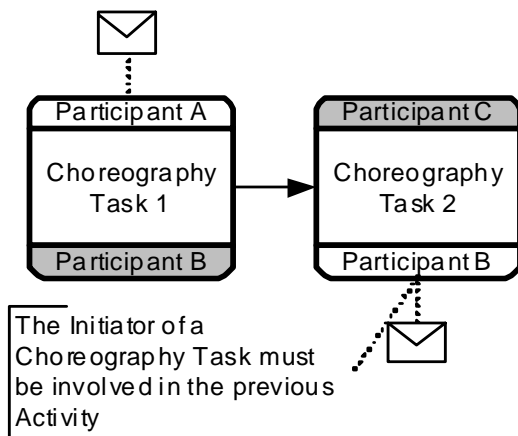 Participant A
Choreography
Task 1
Participant B
Participant C
Choreography
Task 2
Participant B
The Initiator of a
Choreography Task must
be involved in the previous
Activity